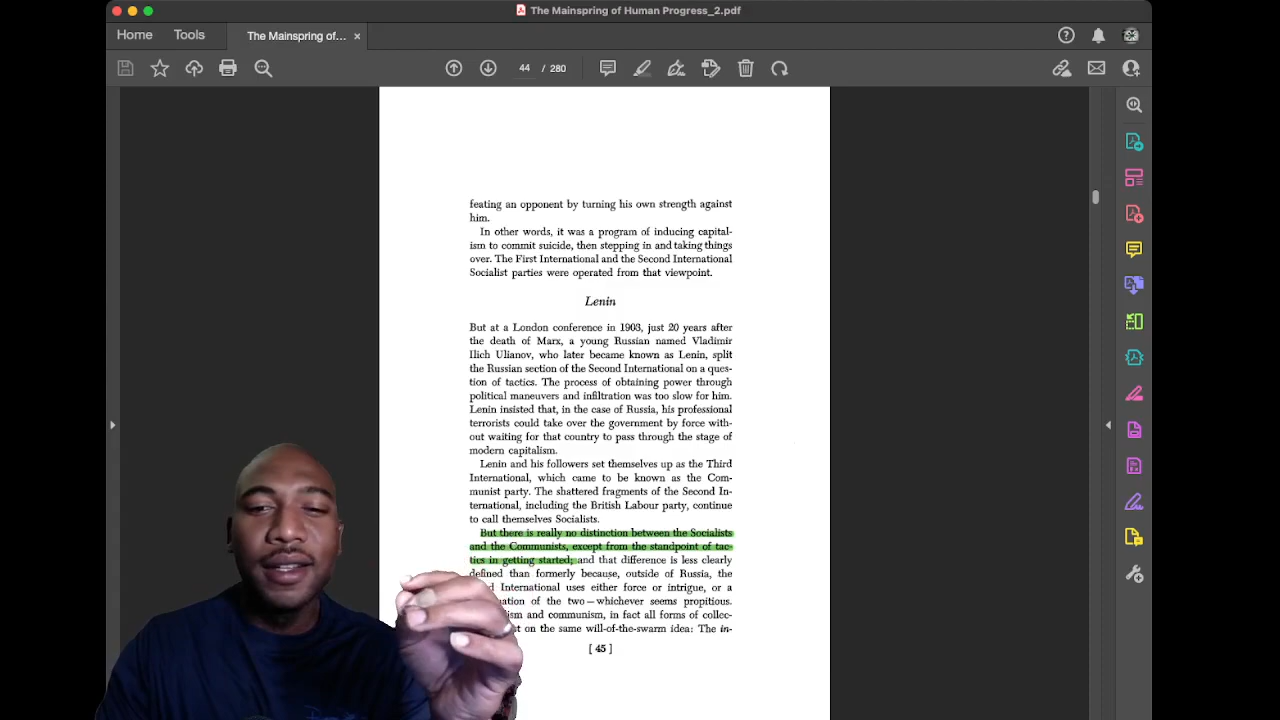 The Mainspring of Human Progress_2.pdf
Home
Tools
The Mainspring of... ×
44 / 280
feating an opponent by turning his own strength against
him.
In other words, it was a program of inducing capital-
ism to commit suicide, then stepping in and taking things
over. The First International and the Second International
Socialist parties were operated from that viewpoint.
Lenin
But at a London conference in 1903, just 20 years after
the death of Marx, a young Russian named Vladimir
Ilich Ulianov, who later became known as Lenin, split
the Russian section of the Second International on a ques-
tion of tactics. The process of obtaining power through
political maneuvers and infiltration was too slow for him.
Lenin insisted that, in the case of Russia, his professional
terrorists could take over the government by force with-
out waiting for that country to pass through the stage of
modern capitalism.
Lenin and his followers set themselves up as the Third
International, which came to be known as the Com-
munist party. The shattered fragments of the Second In-
ternational, including the British Labour party, continue
to call themselves Socialists.
But there is really no distinction between the Socialists
and the Communists, except from the standpoint of tac-
tics in getting started; and that difference is less clearly
defined than formerly because, outside of Russia, the
International uses either force or intrigue, or a
of the two—whichever seems propitious.
and communism, in fact all forms of collec-
on the same will-of-the-swarm idea: The in-
[ 45 ]